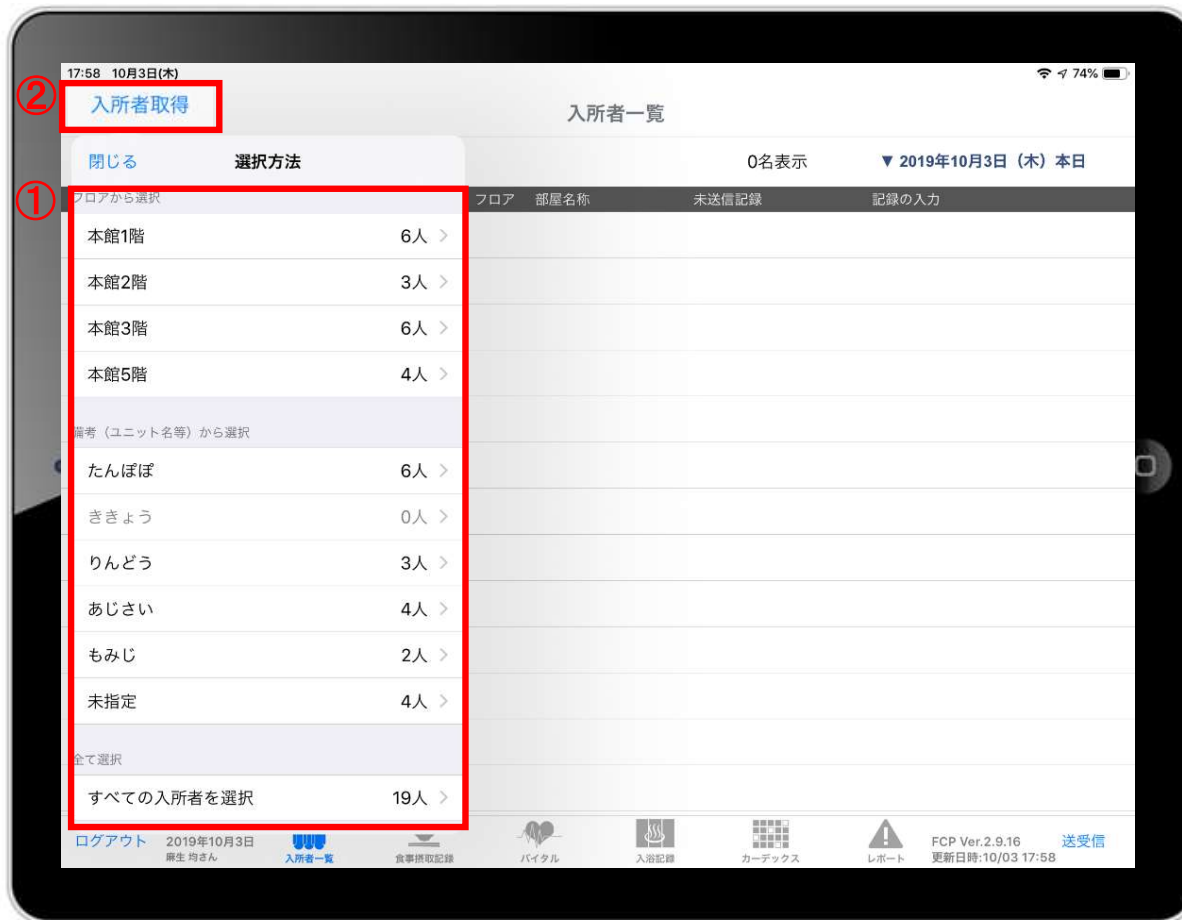 17:58 10月3日(木)
74%
②
入所者取得
入所者一覧
閉じる
選択方法
0名表示
▼ 2019年10月3日（木）本日
①
フロアから選択
フロア 部屋名称 未送信記録 記録の入力
本館1階 6人 >
本館2階 3人 >
本館3階 6人 >
本館5階 4人 >
備考（ユニット名等）から選択
たんぽぽ 6人 >
ききょう 0人 >
りんどう 3人 >
あじさい 4人 >
もみじ 2人 >
未指定 4人 >
全て選択
すべての入所者を選択 19人 >
ログアウト
2019年10月3日
麻生 均さん
入所者一覧
食事摂取記録
バイタル
入浴記録
カーデックス
レポート
FCP Ver.2.9.16
更新日時:10/03 17:58
送受信